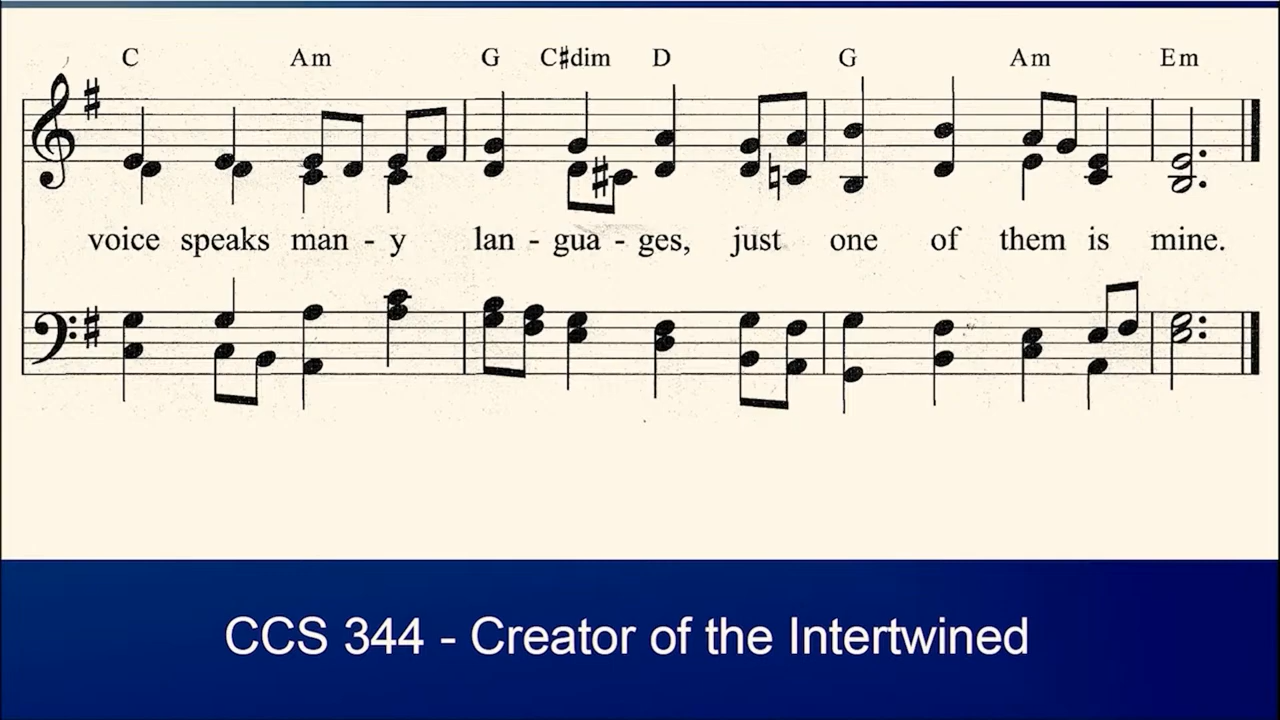 C Am G C♯dim D G Am Em
voice speaks man - y lan - gua - ges, just one of them is mine.
CCS 344 - Creator of the Intertwined